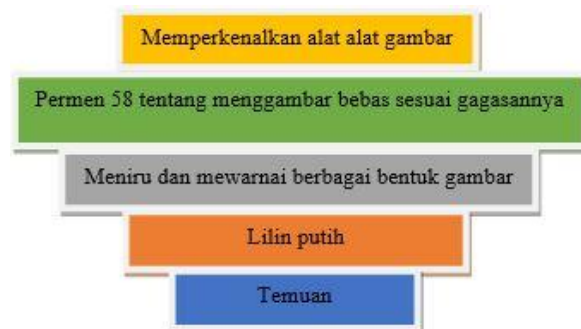 Memperkenalkan alat alat gambar
Permen 58 tentang menggambar bebas sesuai gagasannya
Meniru dan mewarnai berbagai bentuk gambar
Lilin putih
Temuan